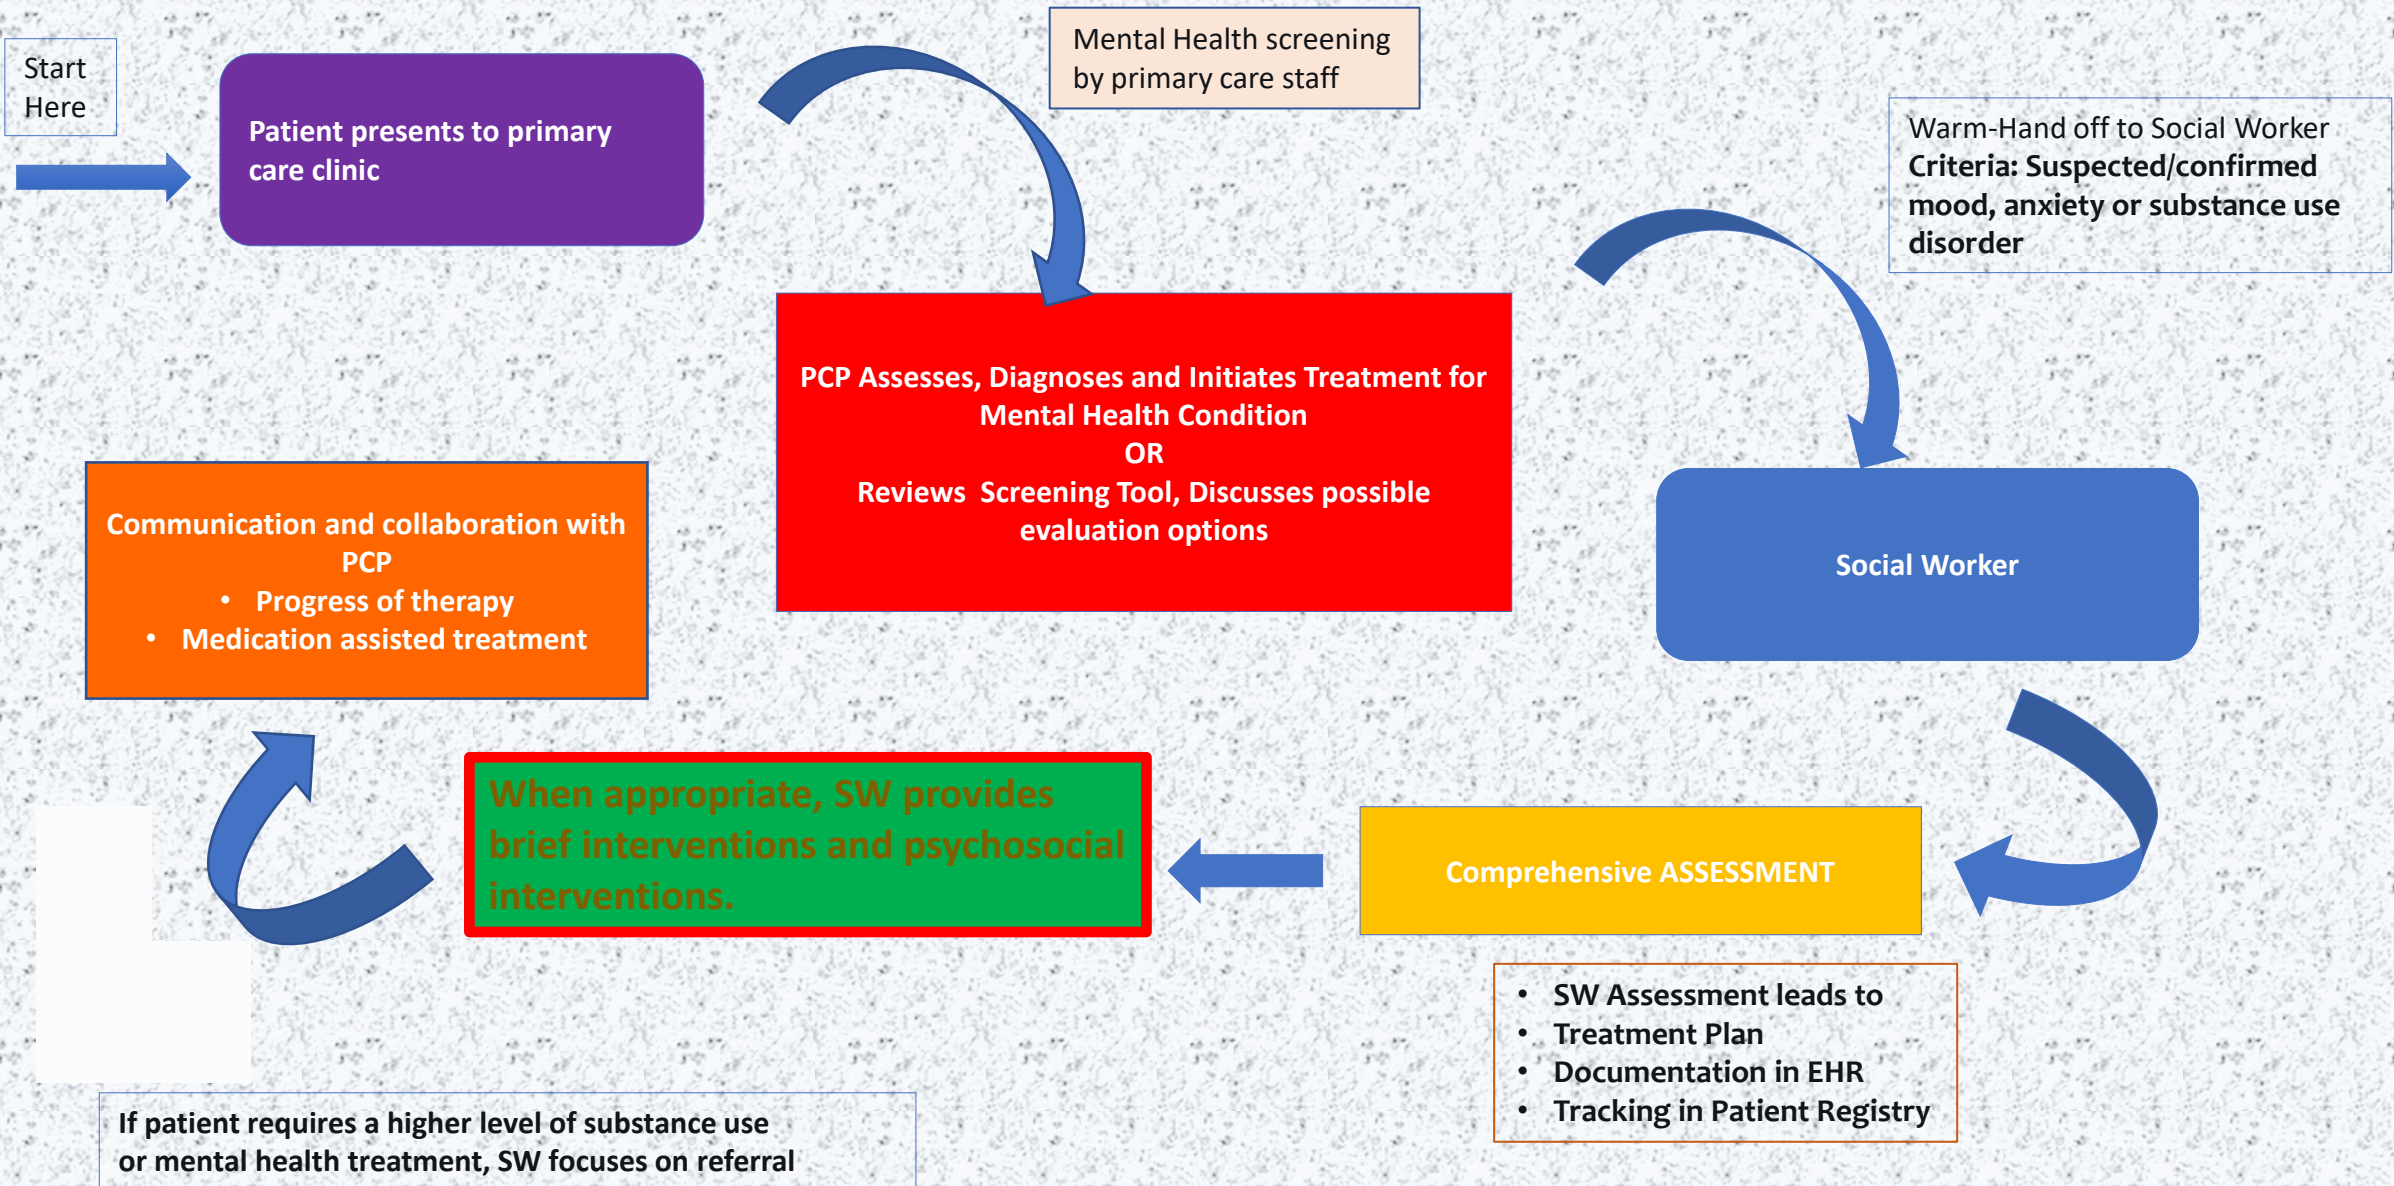 Start
Here
Patient presents to primary
care clinic
Mental Health screening
by primary care staff
Warm-Hand off to Social Worker
Criteria: Suspected/confirmed
mood, anxiety or substance use
disorder
PCP Assesses, Diagnoses and Initiates Treatment for
Mental Health Condition
OR
Reviews Screening Tool, Discusses possible
evaluation options
Social Worker
Communication and collaboration with
PCP
• Progress of therapy
• Medication assisted treatment
When appropriate, SW provides
brief interventions and psychosocial
interventions.
Comprehensive ASSESSMENT
• SW Assessment leads to
• Treatment Plan
• Documentation in EHR
• Tracking in Patient Registry
If patient requires a higher level of substance use
or mental health treatment, SW focuses on referral